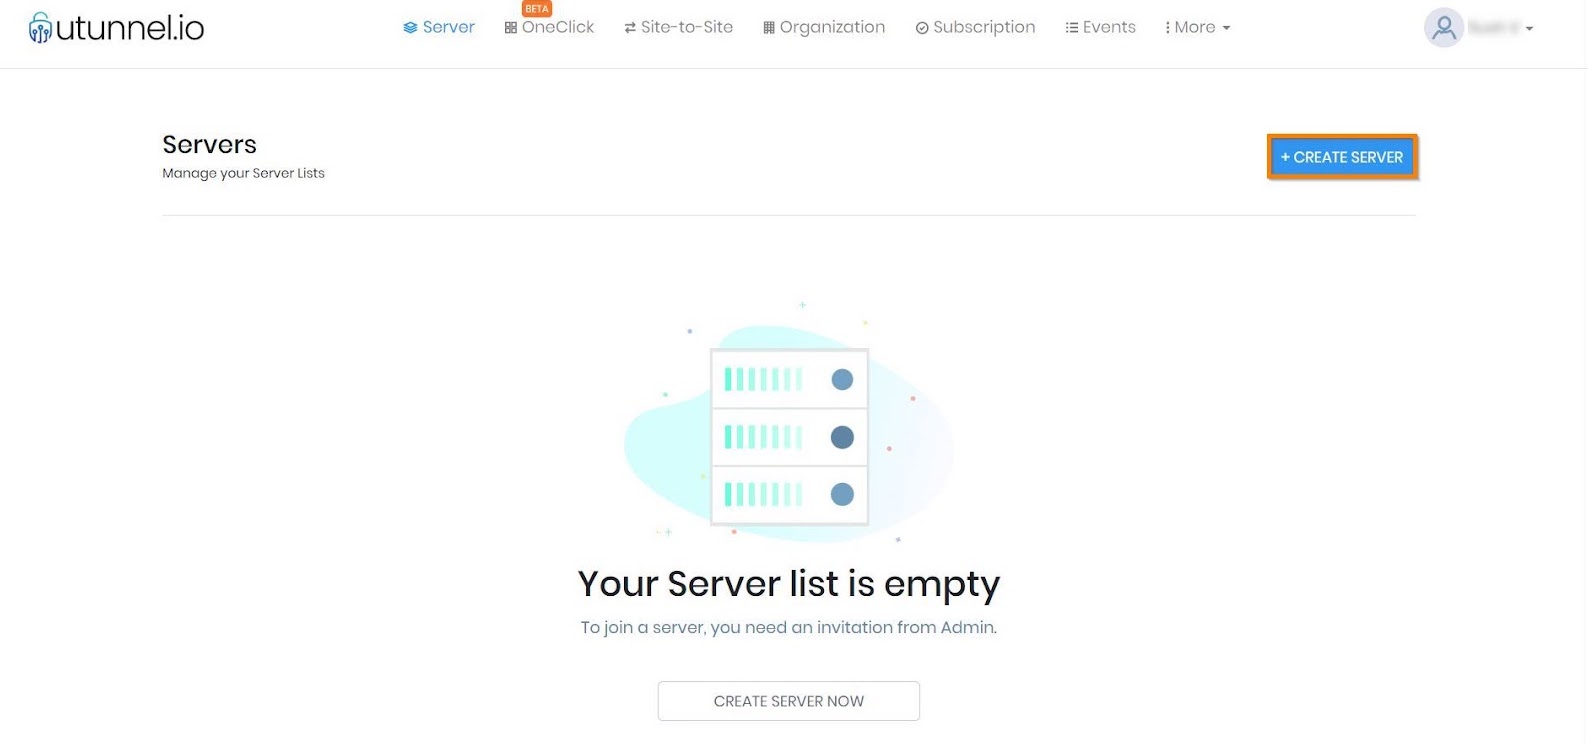 utunnel.io
Server
BETA
OneClick
Site-to-Site
Organization
Subscription
Events
More
Servers
Manage your Server Lists
+ CREATE SERVER
Your Server list is empty
To join a server, you need an invitation from Admin.
CREATE SERVER NOW